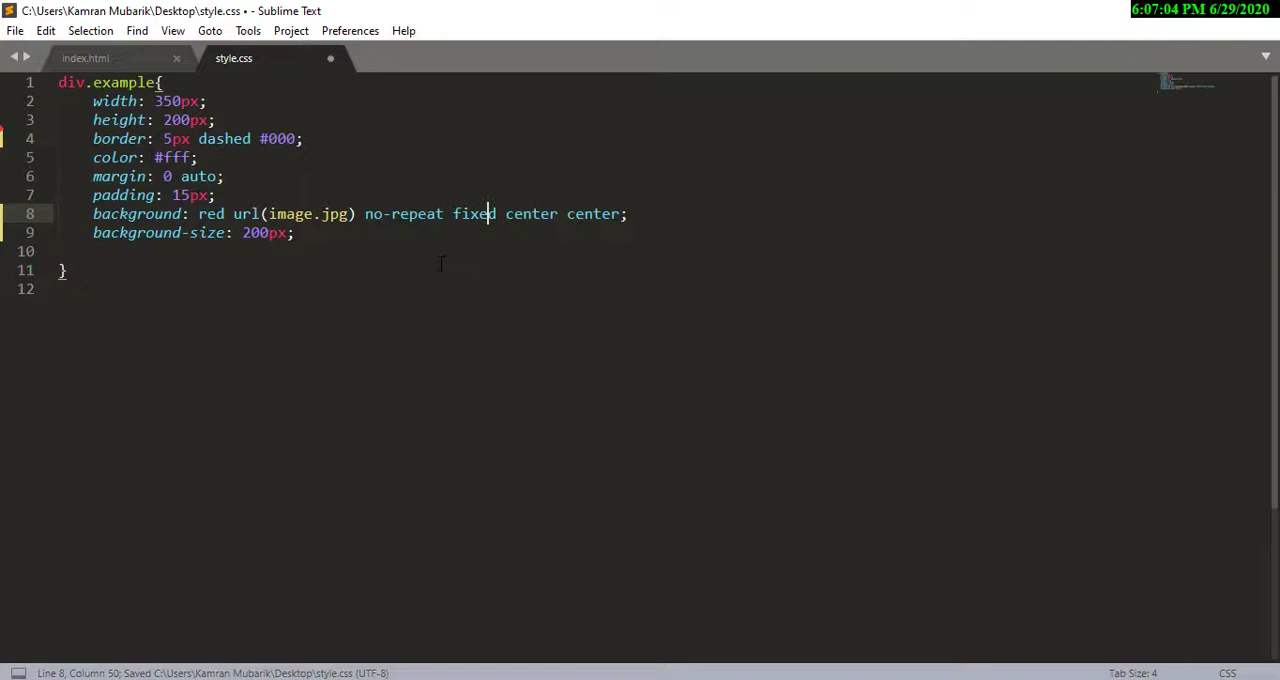 C:\Users\Kamran Mubarik\Desktop\style.css • - Sublime Text
6:07:04 PM 6/29/2020
File Edit Selection Find View Goto Tools Project Preferences Help
index.html × style.css
1 div.example{
2 width: 350px;
3 height: 200px;
4 border: 5px dashed #000;
5 color: #fff;
6 margin: 0 auto;
7 padding: 15px;
8 background: red url(image.jpg) no-repeat fixed center center;
9 background-size: 200px;
10
11 }
12
Line 8, Column 50; Saved C:\Users\Kamran Mubarik\Desktop\style.css (UTF-8) Tab Size: 4 CSS